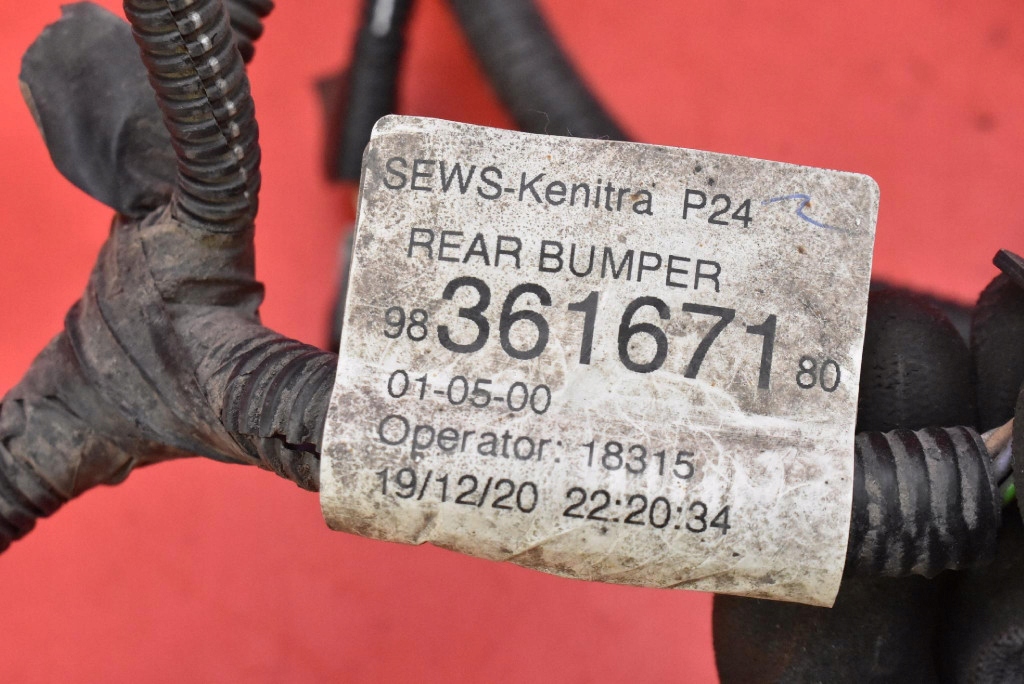 SEWS-Kenitra P24
REAR BUMPER
98 361671 80
01-05-00
Operator: 18315
19/12/20 22:20:34